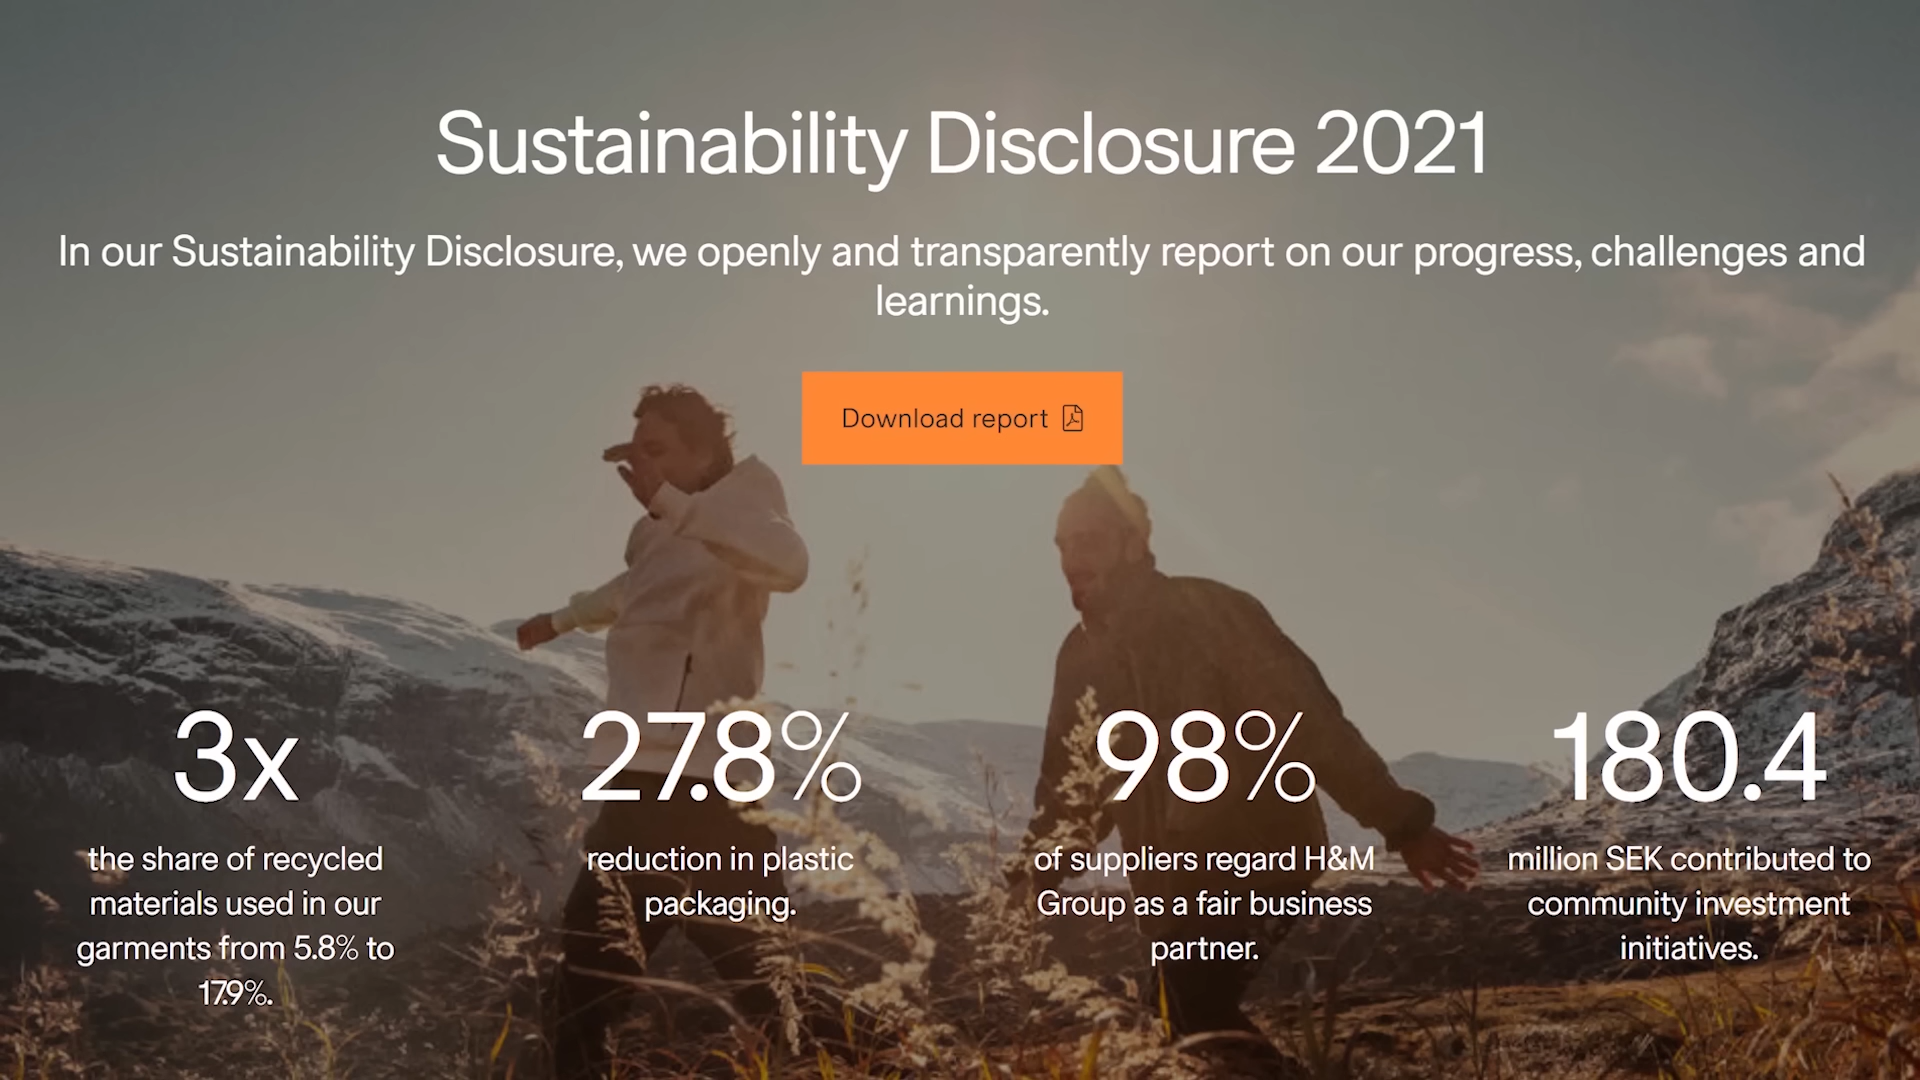 Sustainability Disclosure 2021
In our Sustainability Disclosure, we openly and transparently report on our progress, challenges and
learnings.
Download report
3x
the share of recycled
materials used in our
garments from 5.8% to
17.9%.
27.8%
reduction in plastic
packaging.
98%
of suppliers regard H&M
Group as a fair business
partner.
180.4
million SEK contributed to
community investment
initiatives.